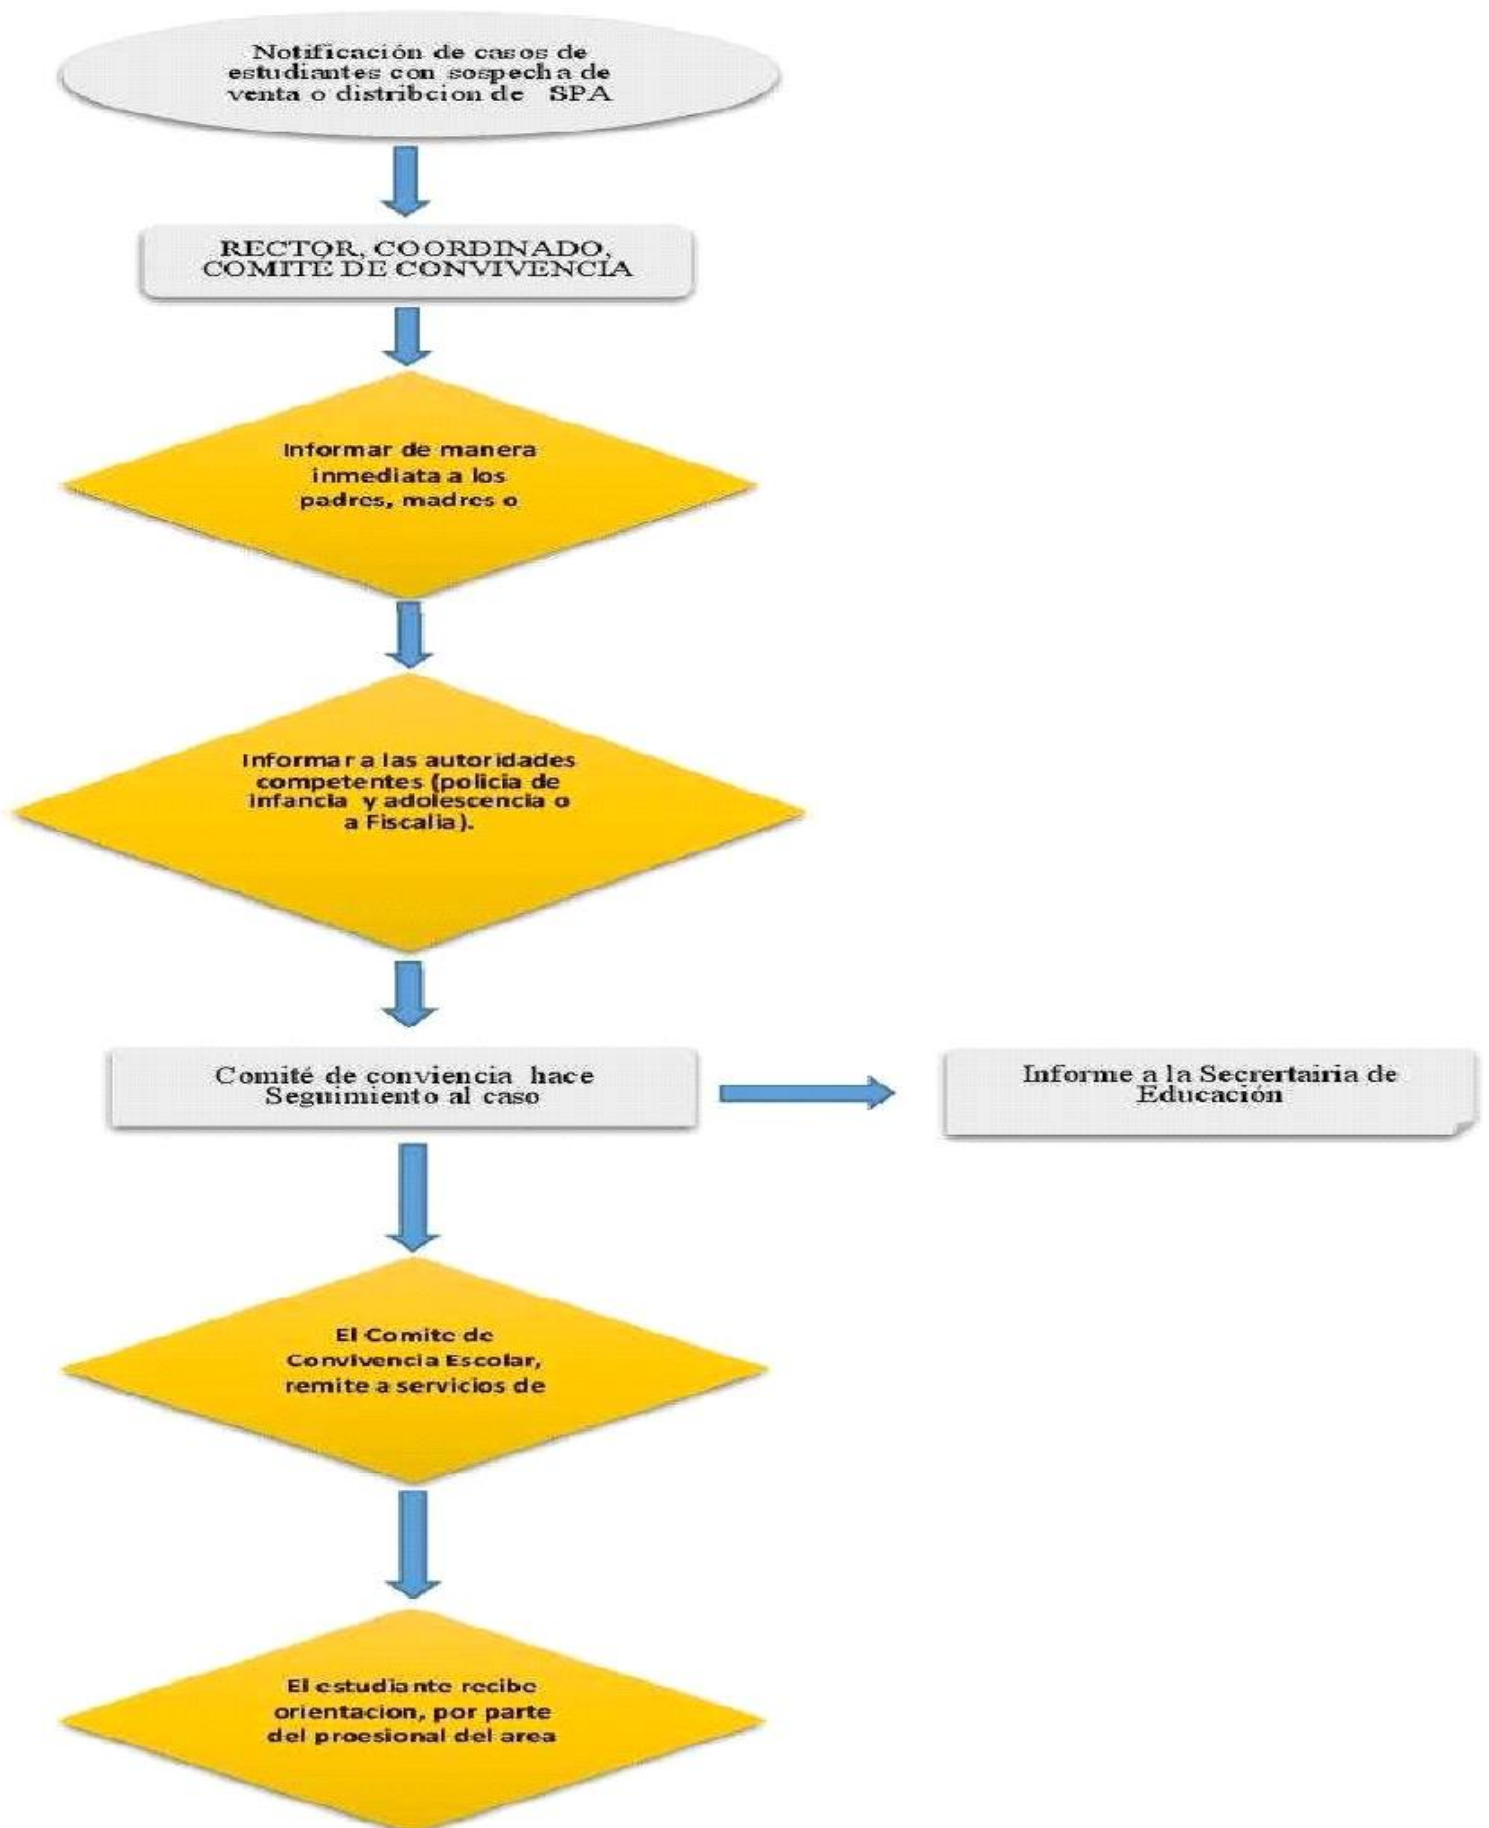 Notificación de casos de
estudiantes con sospecha de
venta o distribcion de SPA
RECTOR, COORDINADO,
COMITÉ DE CONVIVENCIA
Informar de manera
inmediata a los
padres, madres o
Informar a las autoridades
competentes (policia de
infancia y adolescencia o
a Fiscalia).
Comité de conviencia hace
Seguimiento al caso
Informe a la Secrertairia de
Educación
El Comite de
Convivencia Escolar,
remite a servicios de
El estudiante recibe
orientacion, por parte
del proesional del area